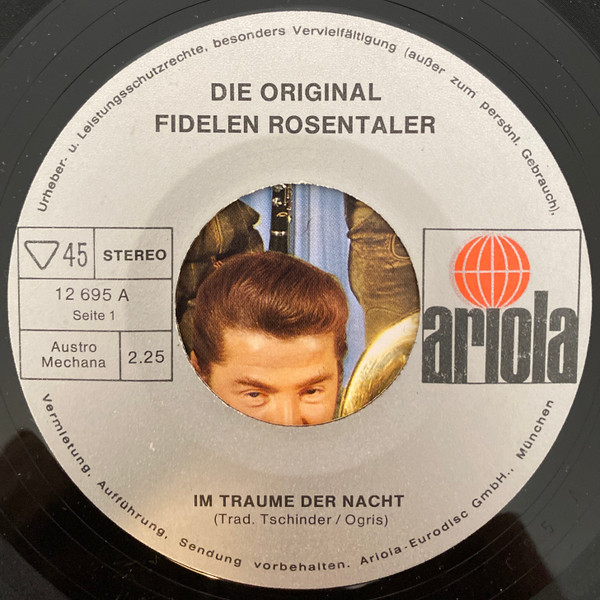 Urheber- u. Leistungsschutzrechte, besonders Vervielfältigung (außer zum persönl. Gebrauch),
DIE ORIGINAL
FIDELEN ROSENTALER
45
STEREO
12 695 A
Seite 1
Austro
Mechana
2.25
ariola
IM TRAUME DER NACHT
(Trad. Tschinder / Ogris)
Vermietung, Aufführung, Sendung vorbehalten. Ariola-Eurodisc GmbH., München